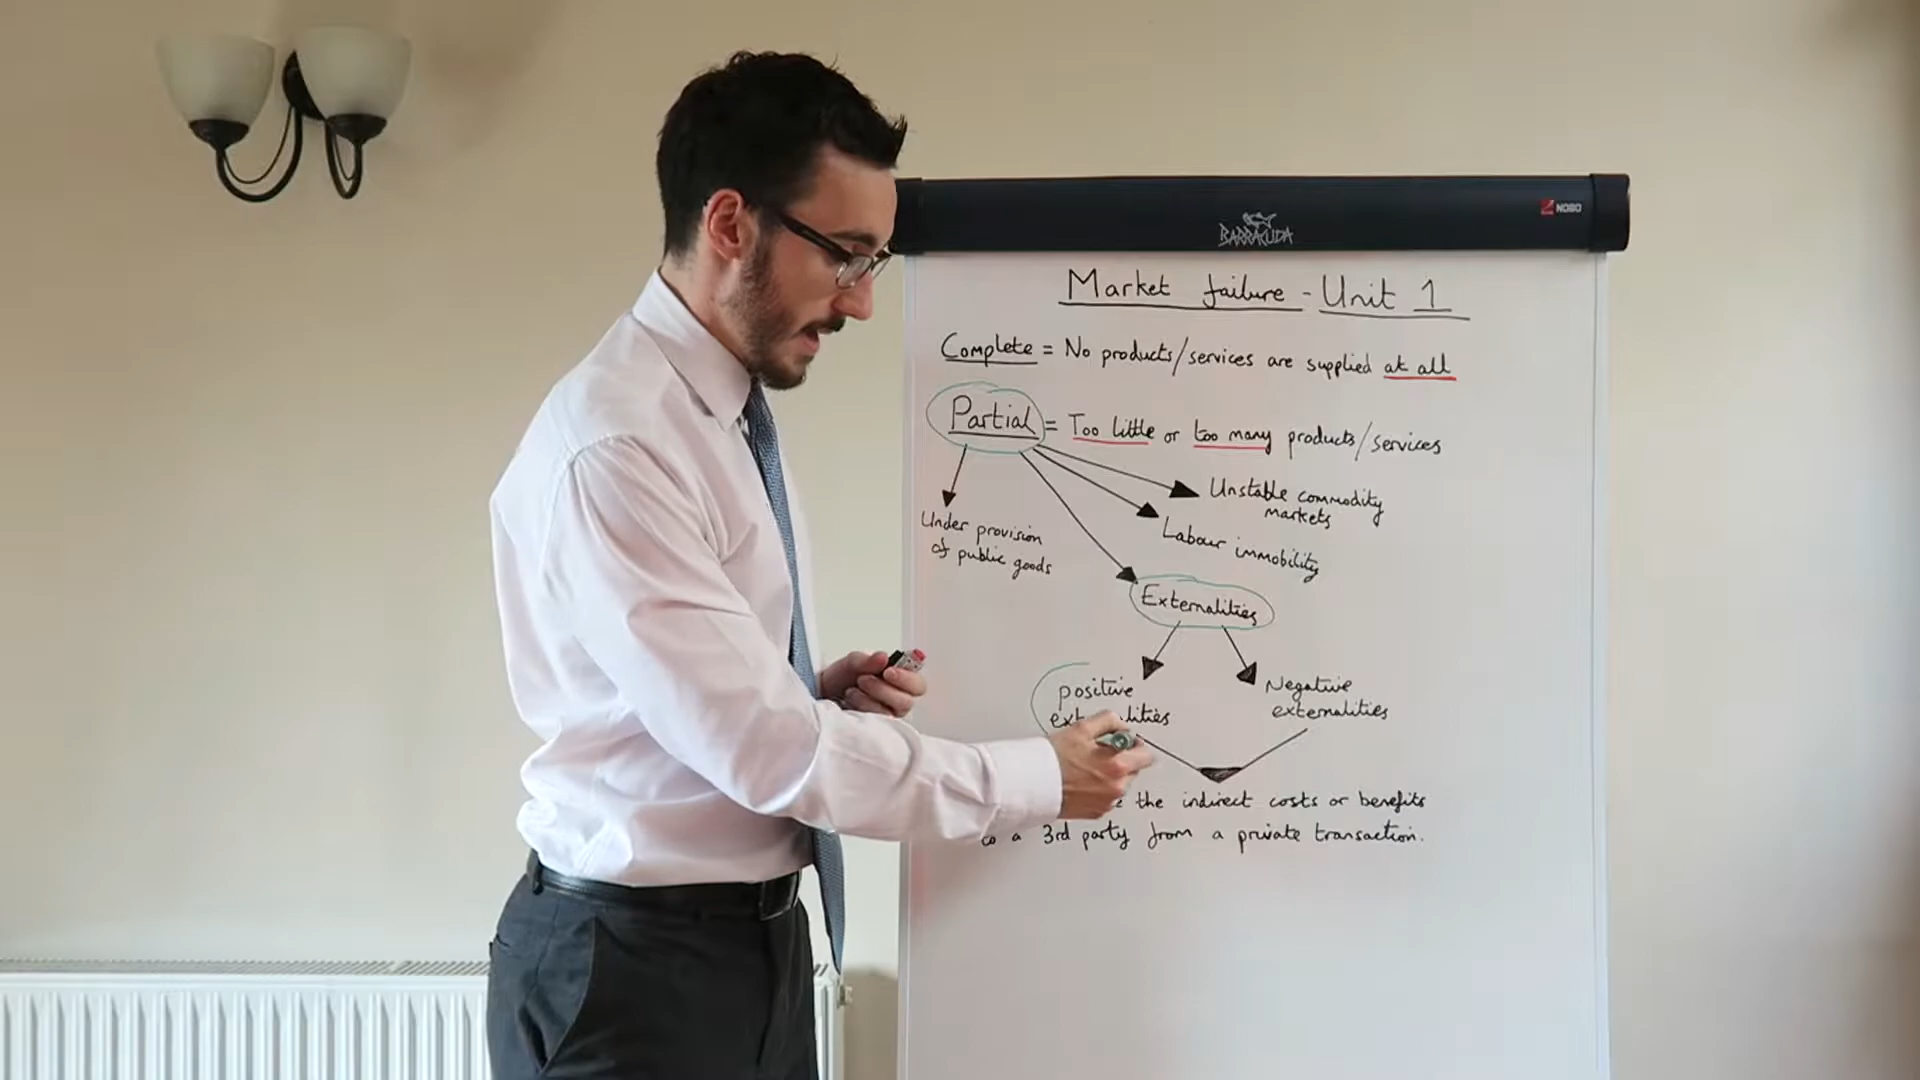 BARRACUDA
NOBO
Market failure - Unit 1
Complete = No products/services are supplied at all
Partial = Too little or too many products/services
Unstable commodity
markets
Labour immobility
Under provision
of public goods
Externalities
positive
externalities
Negative
externalities
the indirect costs or benefits
to a 3rd party from a private transaction.